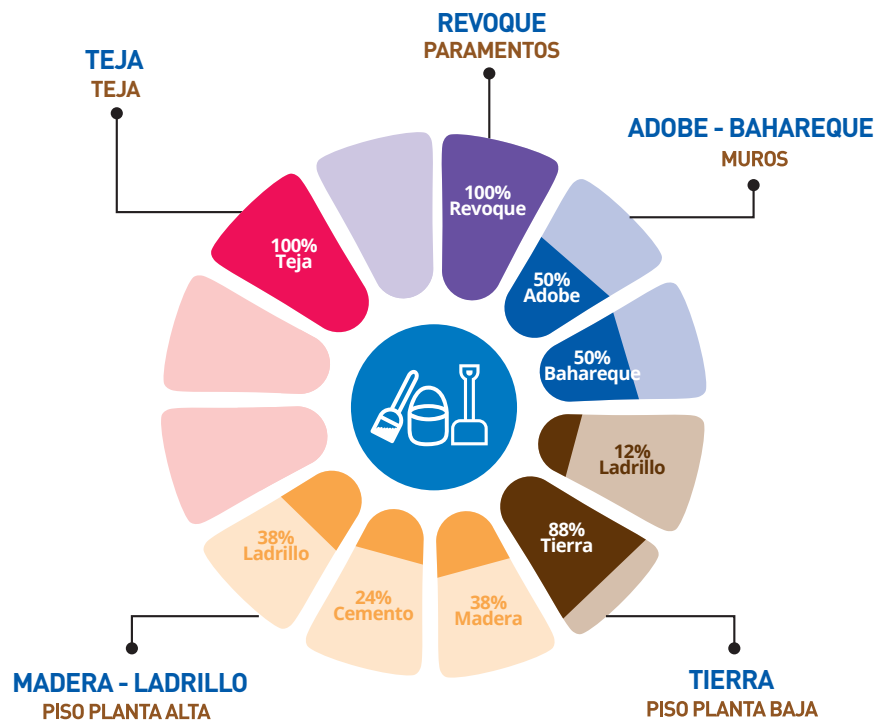 REVOQUE
PARAMENTOS
TEJA
TEJA
ADOBE - BAHAREQUE
MUROS
100%
Revoque
100%
Teja
50%
Adobe
50%
Bahareque
12%
Ladrillo
88%
Tierra
38%
Ladrillo
24%
Cemento
38%
Madera
MADERA - LADRILLO
PISO PLANTA ALTA
TIERRA
PISO PLANTA BAJA